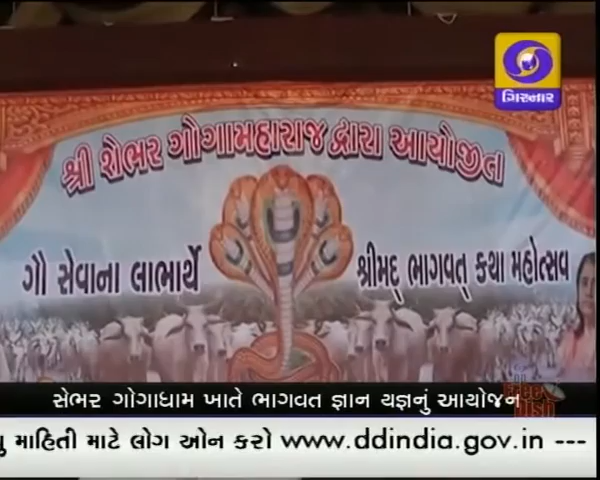 ગિરનાર
શ્રી શેભર ગોગામહારાજ દ્વારા આયોજીત
ગૌ સેવાના લાભાર્થે
શ્રીમદ્ ભાગવત્ કથા મહોત્સવ
સેભર ગોગાધામ ખાતે ભાગવત જ્ઞાન યજ્ઞનું આયોજન
માહિતી માટે લોગ ઓન કરો www.ddindia.gov.in ---